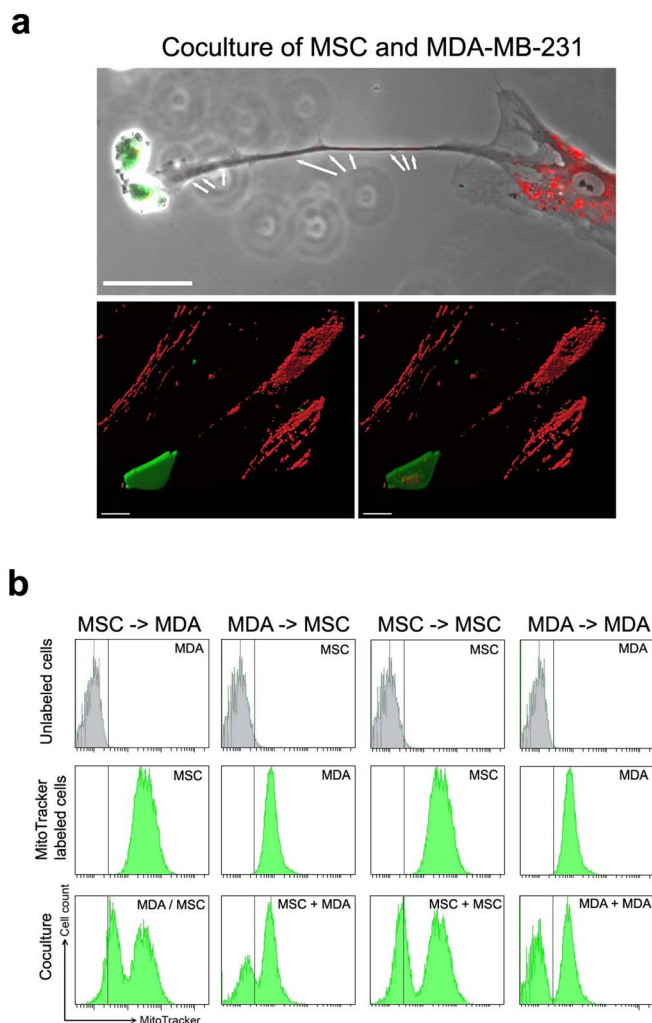 a
Coculture of MSC and MDA-MB-231
b
MSC -> MDA
MDA -> MSC
MSC -> MSC
MDA -> MDA
Unlabeled cells
MDA
MSC
MSC
MDA
MitoTracker
labeled cells
MSC
MDA
MSC
MDA
Coculture
Cell count
MDA / MSC
MSC + MDA
MSC + MSC
MDA + MDA
MitoTracker